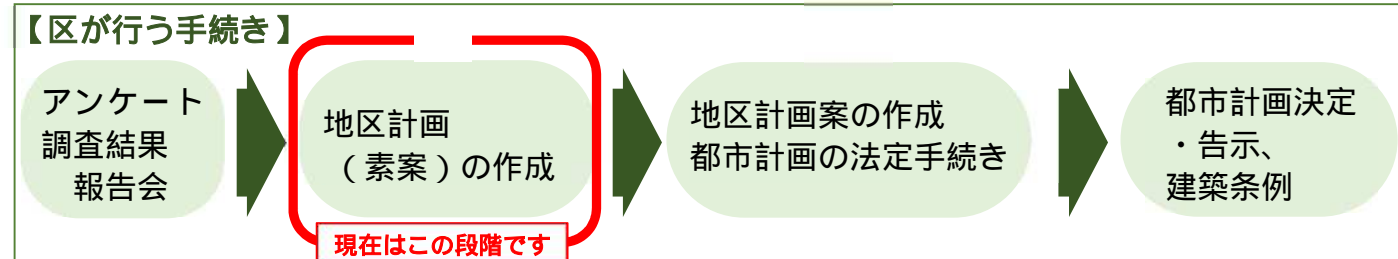 【区が行う手続き】
アンケート
調査結果
報告会
地区計画
（素案）の作成
現在はこの段階です
地区計画案の作成
都市計画の法定手続き
都市計画決定
・告示、
建築条例